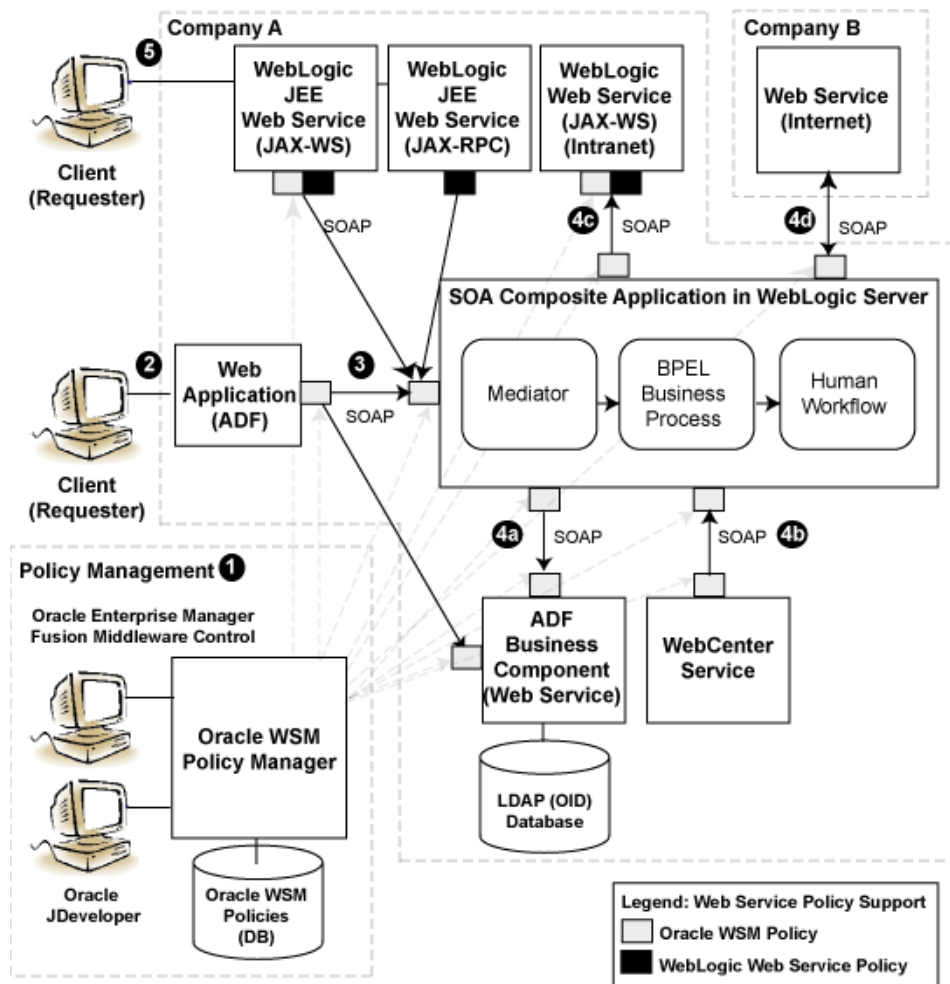 Company A
Company B
5
WebLogic
JEE
Web Service
(JAX-WS)
WebLogic
JEE
Web Service
(JAX-RPC)
WebLogic
Web Service
(JAX-WS)
(Intranet)
Web Service
(Internet)
Client
(Requester)
SOAP
4c
SOAP
4d
SOAP
SOA Composite Application in WebLogic Server
2
Web
Application
(ADF)
3
SOAP
Mediator
BPEL
Business
Process
Human
Workflow
Client
(Requester)
4a
SOAP
SOAP
4b
Policy Management 1
Oracle Enterprise Manager
Fusion Middleware Control
Oracle WSM
Policy Manager
ADF
Business
Component
(Web Service)
WebCenter
Service
LDAP (OID)
Database
Oracle
JDeveloper
Oracle WSM
Policies
(DB)
Legend: Web Service Policy Support
Oracle WSM Policy
WebLogic Web Service Policy